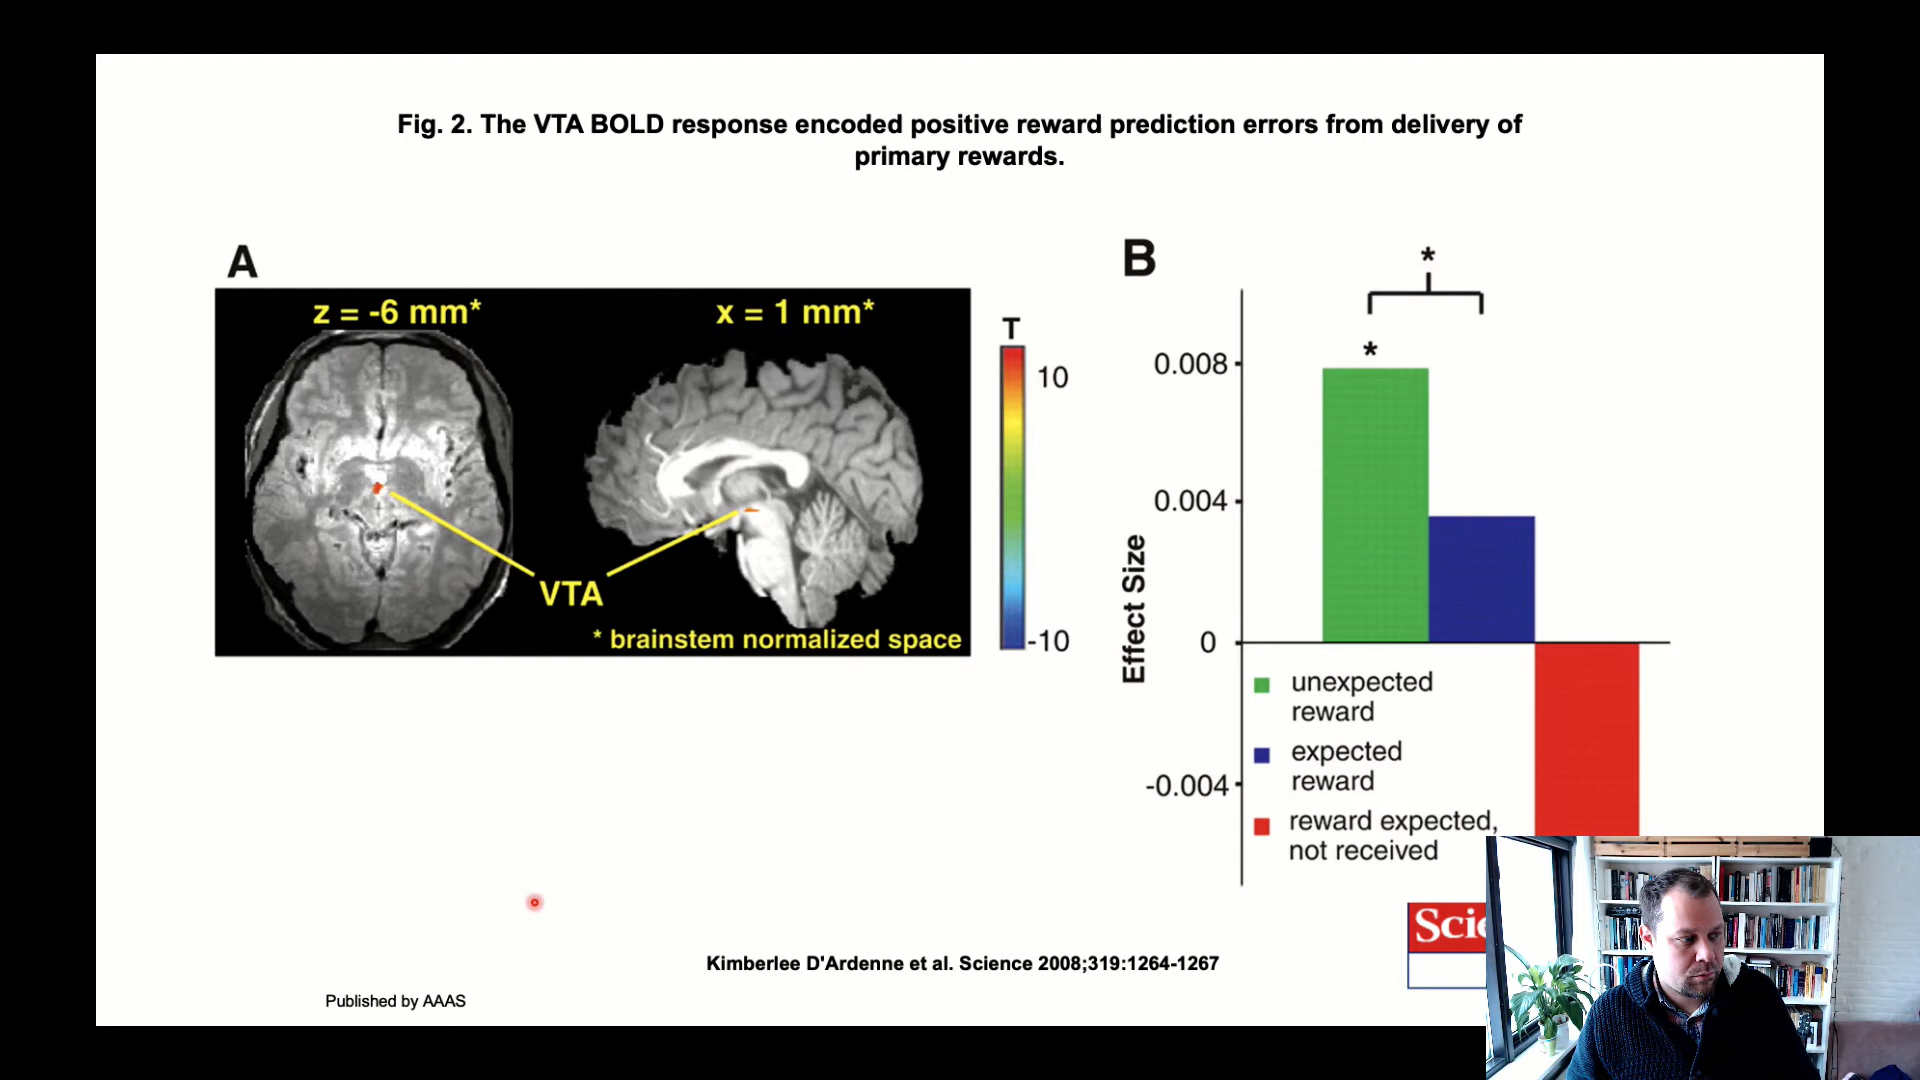 Fig. 2. The VTA BOLD response encoded positive reward prediction errors from delivery of
primary rewards.
A
z = -6 mm*
x = 1 mm*
VTA
* brainstem normalized space
T
10
-10
B
*
*
0.008
0.004
0
-0.004
Effect Size
unexpected
reward
expected
reward
reward expected,
not received
Kimberlee D'Ardenne et al. Science 2008;319:1264-1267
Published by AAAS